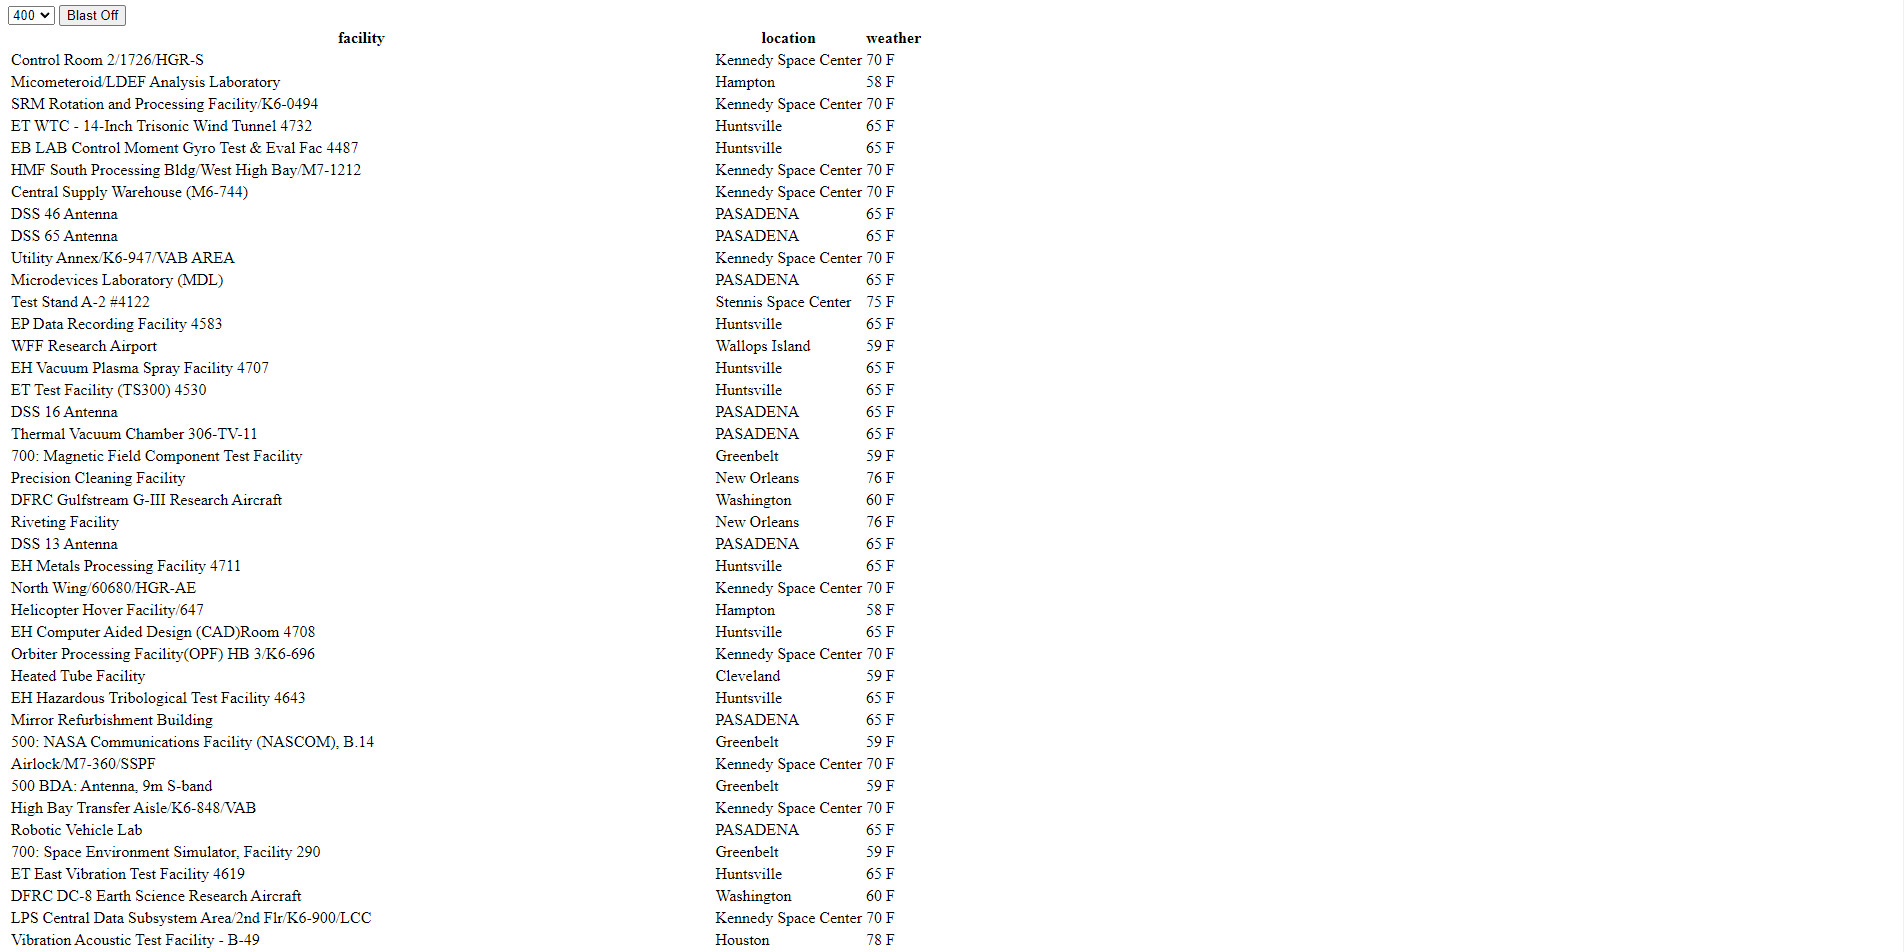 400 Blast Off
facility location weather
Control Room 2/1726/HGR-S Kennedy Space Center 70 F
Micometeroid/LDEF Analysis Laboratory Hampton 58 F
SRM Rotation and Processing Facility/K6-0494 Kennedy Space Center 70 F
ET WTC - 14-Inch Trisonic Wind Tunnel 4732 Huntsville 65 F
EB LAB Control Moment Gyro Test & Eval Fac 4487 Huntsville 65 F
HMF South Processing Bldg/West High Bay/M7-1212 Kennedy Space Center 70 F
Central Supply Warehouse (M6-744) Kennedy Space Center 70 F
DSS 46 Antenna PASADENA 65 F
DSS 65 Antenna PASADENA 65 F
Utility Annex/K6-947/VAB AREA Kennedy Space Center 70 F
Microdevices Laboratory (MDL) PASADENA 65 F
Test Stand A-2 #4122 Stennis Space Center 75 F
EP Data Recording Facility 4583 Huntsville 65 F
WFF Research Airport Wallops Island 59 F
EH Vacuum Plasma Spray Facility 4707 Huntsville 65 F
ET Test Facility (TS300) 4530 Huntsville 65 F
DSS 16 Antenna PASADENA 65 F
Thermal Vacuum Chamber 306-TV-11 PASADENA 65 F
700: Magnetic Field Component Test Facility Greenbelt 59 F
Precision Cleaning Facility New Orleans 76 F
DFRC Gulfstream G-III Research Aircraft Washington 60 F
Riveting Facility New Orleans 76 F
DSS 13 Antenna PASADENA 65 F
EH Metals Processing Facility 4711 Huntsville 65 F
North Wing/60680/HGR-AE Kennedy Space Center 70 F
Helicopter Hover Facility/647 Hampton 58 F
EH Computer Aided Design (CAD)Room 4708 Huntsville 65 F
Orbiter Processing Facility(OPF) HB 3/K6-696 Kennedy Space Center 70 F
Heated Tube Facility Cleveland 59 F
EH Hazardous Tribological Test Facility 4643 Huntsville 65 F
Mirror Refurbishment Building PASADENA 65 F
500: NASA Communications Facility (NASCOM), B.14 Greenbelt 59 F
Airlock/M7-360/SSPF Kennedy Space Center 70 F
500 BDA: Antenna, 9m S-band Greenbelt 59 F
High Bay Transfer Aisle/K6-848/VAB Kennedy Space Center 70 F
Robotic Vehicle Lab PASADENA 65 F
700: Space Environment Simulator, Facility 290 Greenbelt 59 F
ET East Vibration Test Facility 4619 Huntsville 65 F
DFRC DC-8 Earth Science Research Aircraft Washington 60 F
LPS Central Data Subsystem Area/2nd Flr/K6-900/LCC Kennedy Space Center 70 F
Vibration Acoustic Test Facility - B-49 Houston 78 F